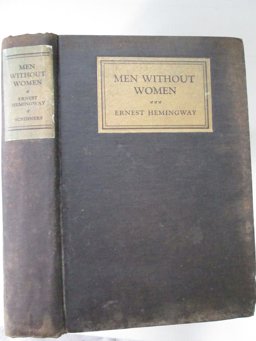 MEN
WITHOUT
WOMEN
ERNEST
HEMINGWAY
SCRIBNERS
MEN WITHOUT
WOMEN
***
ERNEST HEMINGWAY